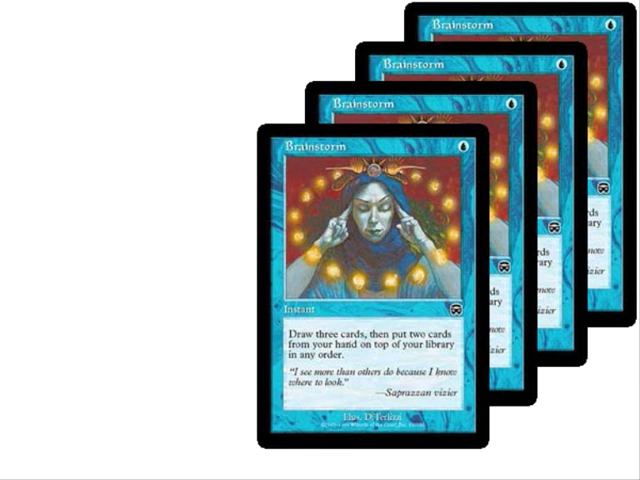 Brainstorm
Brainstorm
Brainstorm
Brainstorm
Instant
Draw three cards, then put two cards
from your hand on top of your library
in any order.
"I see more than others do because I know
where to look."
—Saprazzan vizier
Illus. DiTerlizzi